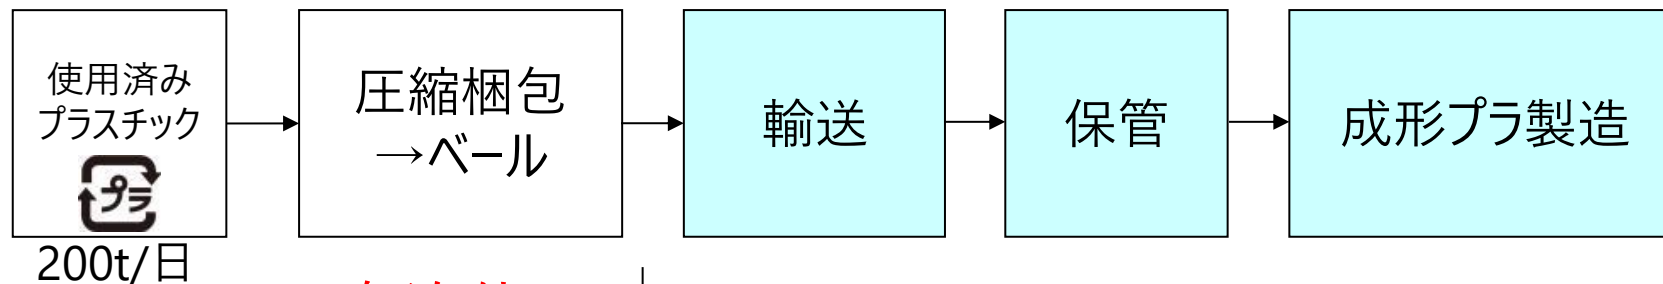 使用済み
プラスチック
プラ
200t/日
圧縮梱包
→ベール
輸送
保管
成形プラ製造